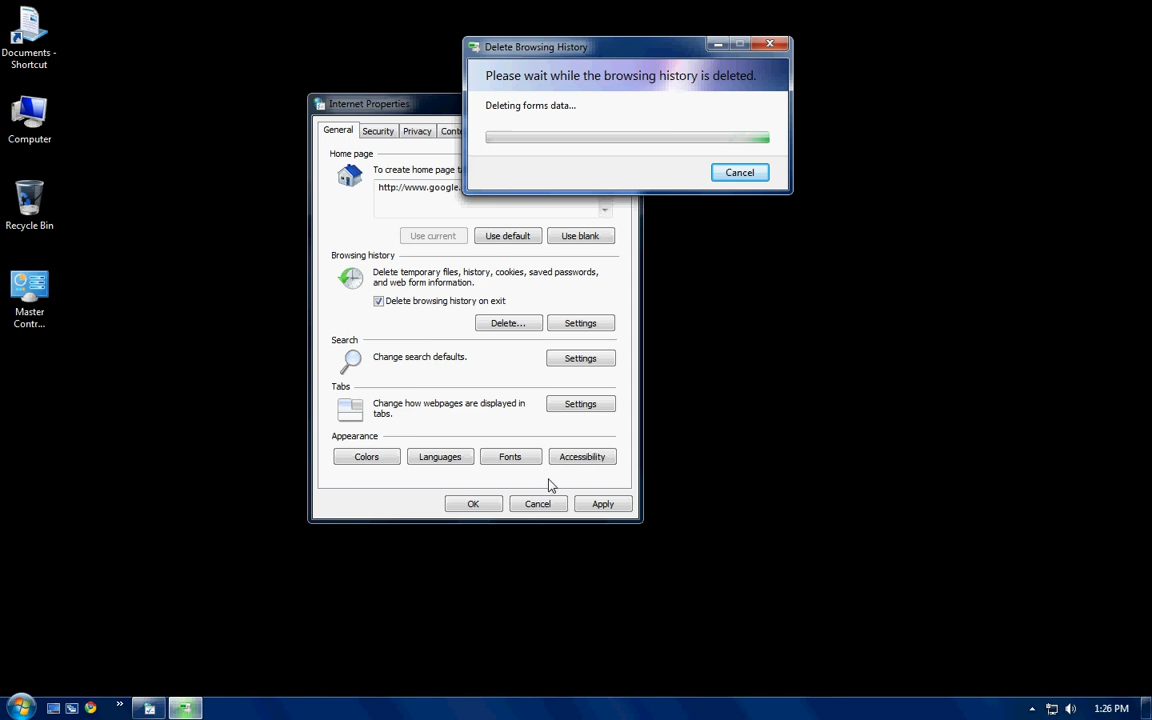 Documents -
Shortcut
Computer
Recycle Bin
Master
Contr...
Delete Browsing History
Please wait while the browsing history is deleted.
Deleting forms data...
Cancel
Internet Properties
General
Security
Privacy
Home page
http://www.google.
Use current
Use default
Use blank
Browsing history
Delete temporary files, history, cookies, saved passwords,
and web form information.
Delete browsing history on exit
Delete...
Settings
Search
Change search defaults.
Settings
Tabs
Change how webpages are displayed in
tabs.
Settings
Appearance
Colors
Languages
Fonts
Accessibility
OK
Cancel
Apply
1:26 PM
To create home page